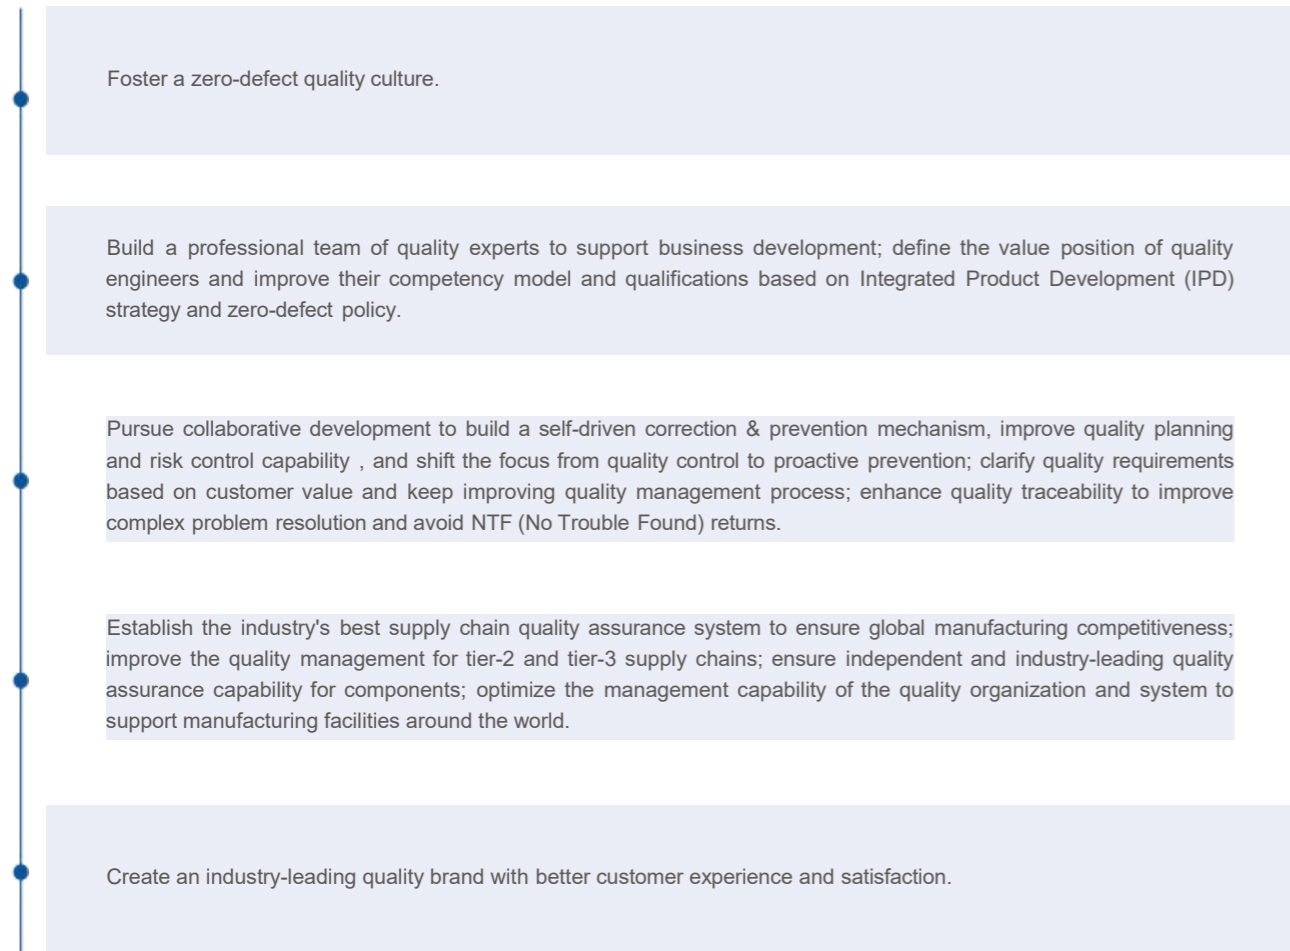 Foster a zero-defect quality culture.
Build a professional team of quality experts to support business development; define the value position of quality
engineers and improve their competency model and qualifications based on Integrated Product Development (IPD)
strategy and zero-defect policy.
Pursue collaborative development to build a self-driven correction & prevention mechanism, improve quality planning
and risk control capability , and shift the focus from quality control to proactive prevention; clarify quality requirements
based on customer value and keep improving quality management process; enhance quality traceability to improve
complex problem resolution and avoid NTF (No Trouble Found) returns.
Establish the industry's best supply chain quality assurance system to ensure global manufacturing competitiveness;
improve the quality management for tier-2 and tier-3 supply chains; ensure independent and industry-leading quality
assurance capability for components; optimize the management capability of the quality organization and system to
support manufacturing facilities around the world.
Create an industry-leading quality brand with better customer experience and satisfaction.